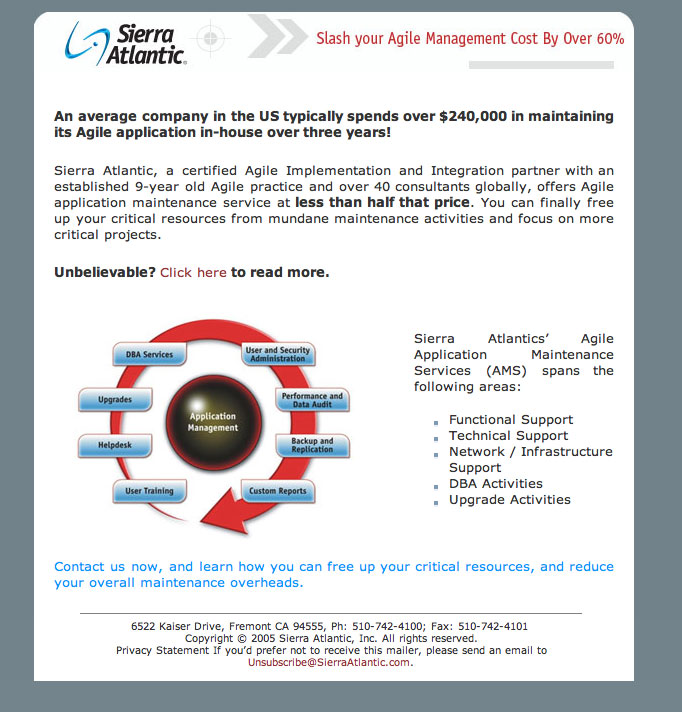 Sierra
Atlantic®
Slash your Agile Management Cost By Over 60%
An average company in the US typically spends over $240,000 in maintaining
its Agile application in-house over three years!
Sierra Atlantic, a certified Agile Implementation and Integration partner with an
established 9-year old Agile practice and over 40 consultants globally, offers Agile
application maintenance service at less than half that price. You can finally free
up your critical resources from mundane maintenance activities and focus on more
critical projects.
Unbelievable? Click here to read more.
DBA Services
User and Security
Administration
Upgrades
Performance and
Data Audit
Application
Management
Helpdesk
Backup and
Replication
User Training
Custom Reports
Sierra Atlantics’ Agile
Application Maintenance
Services (AMS) spans the
following areas:
Functional Support
Technical Support
Network / Infrastructure
Support
DBA Activities
Upgrade Activities
Contact us now, and learn how you can free up your critical resources, and reduce
your overall maintenance overheads.
6522 Kaiser Drive, Fremont CA 94555, Ph: 510-742-4100; Fax: 510-742-4101
Copyright © 2005 Sierra Atlantic, Inc. All rights reserved.
Privacy Statement If you’d prefer not to receive this mailer, please send an email to
Unsubscribe@SierraAtlantic.com.